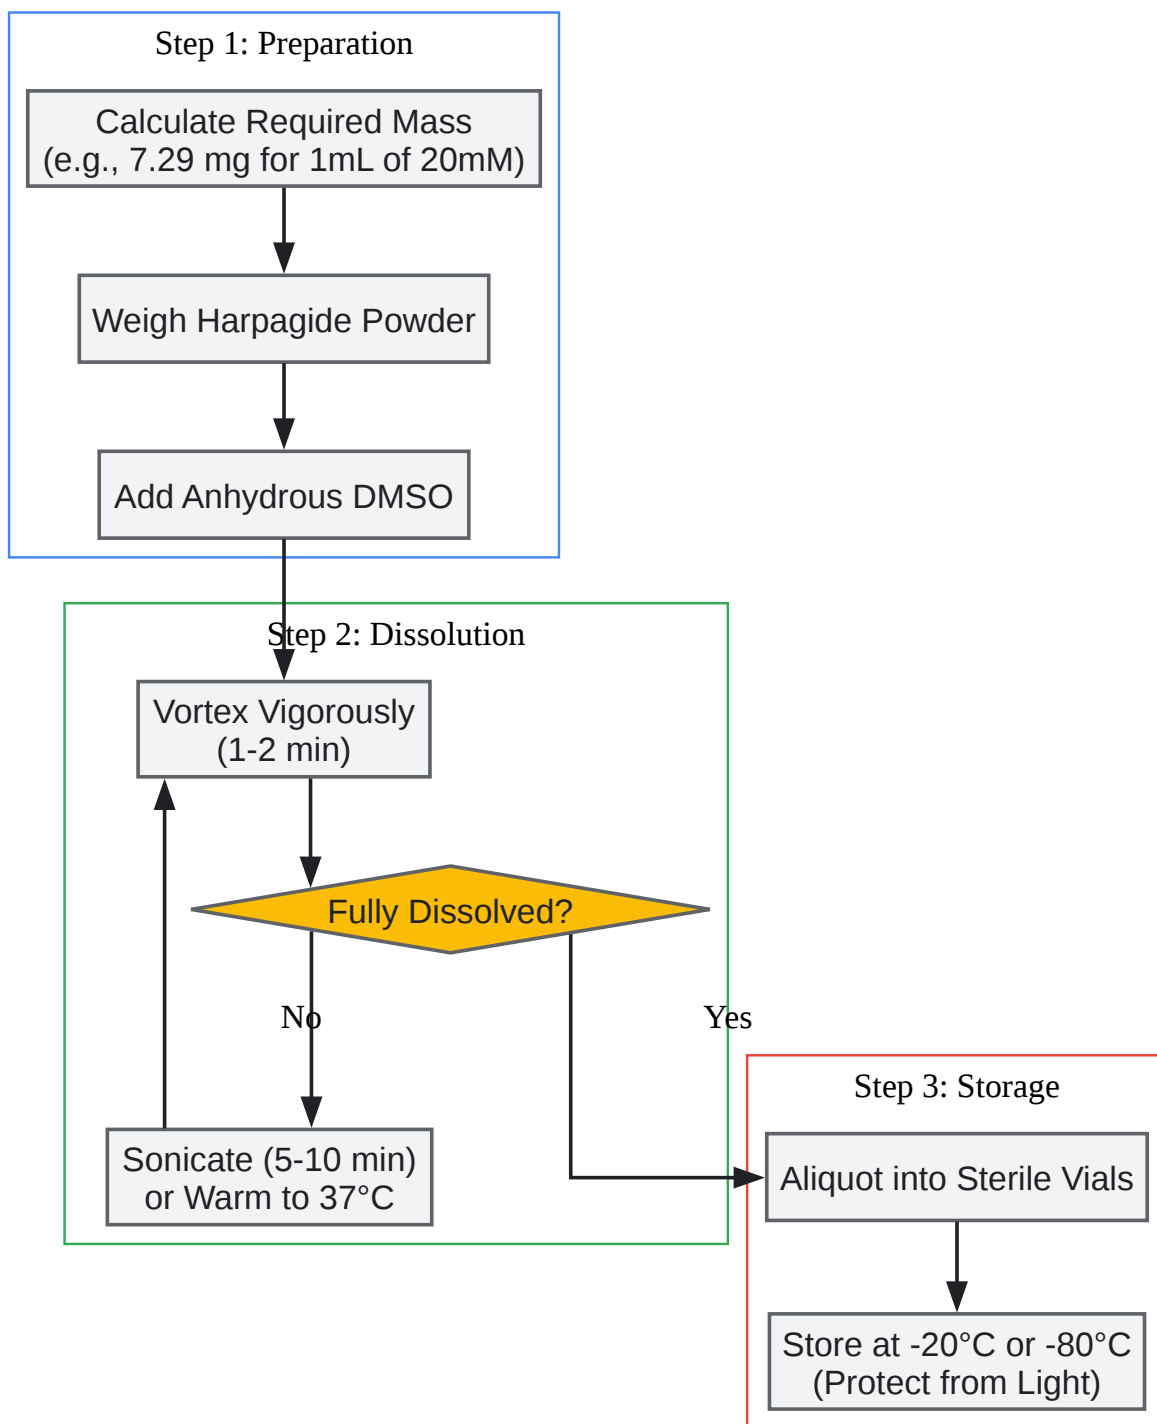 Step 1: Preparation
Calculate Required Mass
(e.g., 7.29 mg for 1mL of 20mM)
Weigh Harpagide Powder
Add Anhydrous DMSO
Step 2: Dissolution
Vortex Vigorously
(1-2 min)
Fully Dissolved?
No
Yes
Sonicate (5-10 min)
or Warm to 37°C
Step 3: Storage
Aliquot into Sterile Vials
Store at -20°C or -80°C
(Protect from Light)